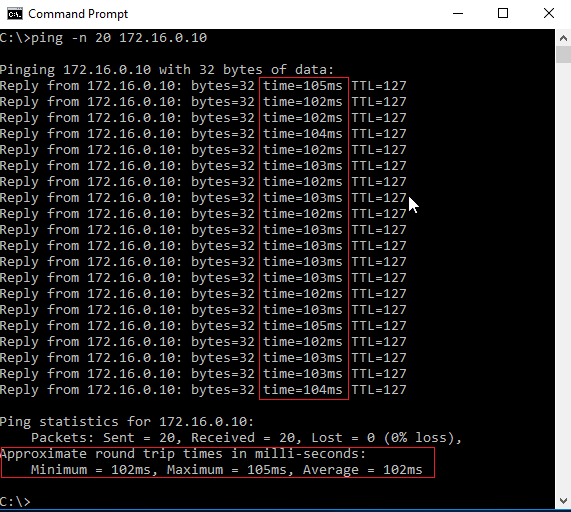 Command Prompt
C:\>ping -n 20 172.16.0.10
Pinging 172.16.0.10 with 32 bytes of data:
Reply from 172.16.0.10: bytes=32 time=105ms TTL=127
Reply from 172.16.0.10: bytes=32 time=102ms TTL=127
Reply from 172.16.0.10: bytes=32 time=102ms TTL=127
Reply from 172.16.0.10: bytes=32 time=104ms TTL=127
Reply from 172.16.0.10: bytes=32 time=102ms TTL=127
Reply from 172.16.0.10: bytes=32 time=103ms TTL=127
Reply from 172.16.0.10: bytes=32 time=102ms TTL=127
Reply from 172.16.0.10: bytes=32 time=103ms TTL=127
Reply from 172.16.0.10: bytes=32 time=102ms TTL=127
Reply from 172.16.0.10: bytes=32 time=103ms TTL=127
Reply from 172.16.0.10: bytes=32 time=103ms TTL=127
Reply from 172.16.0.10: bytes=32 time=103ms TTL=127
Reply from 172.16.0.10: bytes=32 time=103ms TTL=127
Reply from 172.16.0.10: bytes=32 time=102ms TTL=127
Reply from 172.16.0.10: bytes=32 time=103ms TTL=127
Reply from 172.16.0.10: bytes=32 time=105ms TTL=127
Reply from 172.16.0.10: bytes=32 time=102ms TTL=127
Reply from 172.16.0.10: bytes=32 time=103ms TTL=127
Reply from 172.16.0.10: bytes=32 time=103ms TTL=127
Reply from 172.16.0.10: bytes=32 time=104ms TTL=127
Ping statistics for 172.16.0.10:
Packets: Sent = 20, Received = 20, Lost = 0 (0% loss),
Approximate round trip times in milli-seconds:
Minimum = 102ms, Maximum = 105ms, Average = 102ms
C:\>